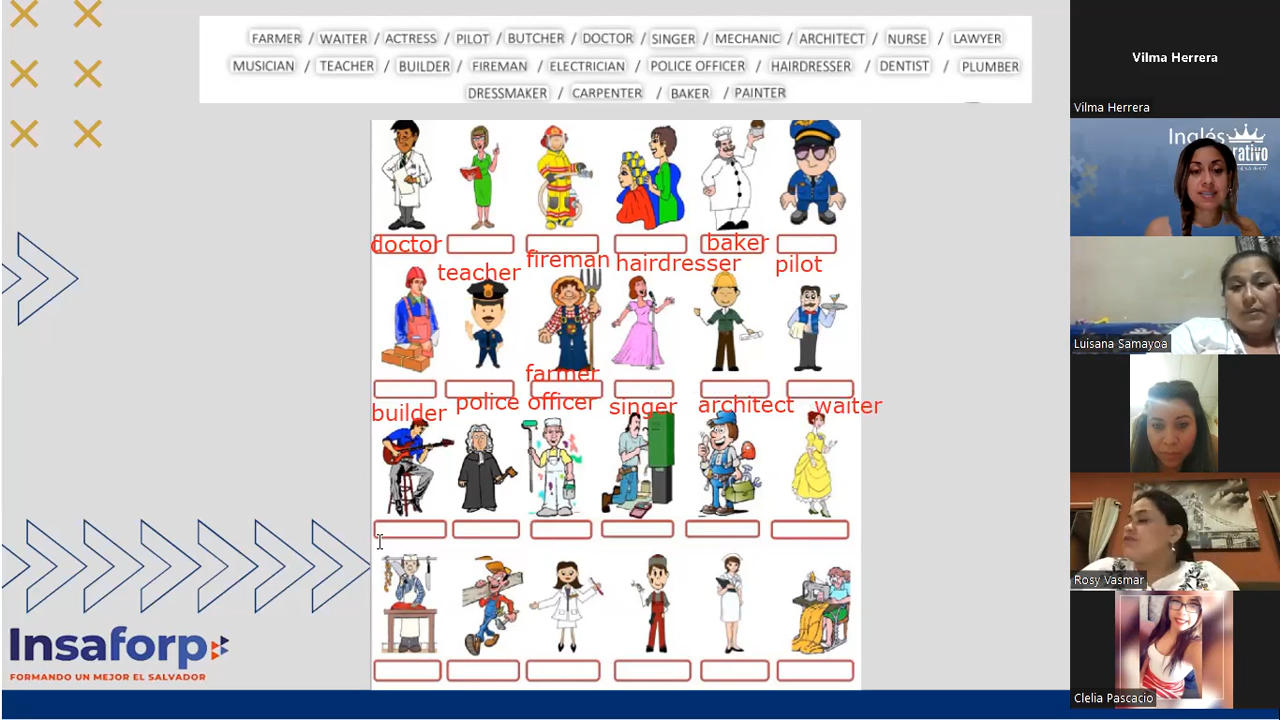 FARMER / WAITER / ACTRESS / PILOT / BUTCHER / DOCTOR / SINGER / MECHANIC / ARCHITECT / NURSE / LAWYER
MUSICIAN / TEACHER / BUILDER / FIREMAN / ELECTRICIAN / POLICE OFFICER / HAIRDRESSER / DENTIST / PLUMBER
DRESSMAKER / CARPENTER / BAKER / PAINTER
doctor
teacher
fireman
hairdresser
baker
pilot
builder
police officer
farmer
singer
architect
waiter
Insaforp
FORMANDO UN MEJOR EL SALVADOR
Vilma Herrera
Vilma Herrera
Inglés
Luisana Samayoa
Rosy Vasmar
Clelia Pascacio